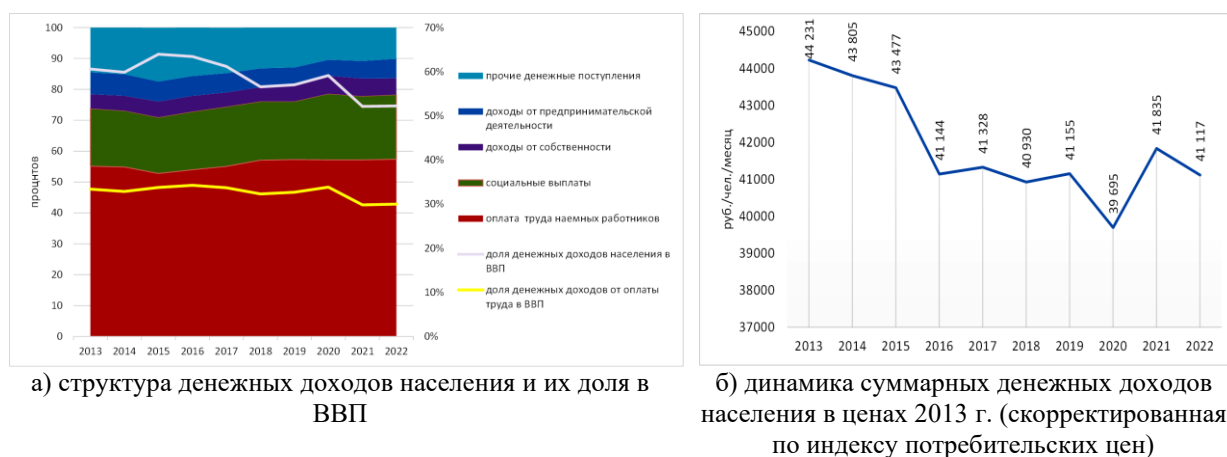 100
90
80
70
60
50
40
30
20
10
0
процнтов
2013 2014 2015 2016 2017 2018 2019 2020 2021 2022
70%
60%
50%
40%
30%
20%
10%
0%
прочие денежные поступления
доходы от предпринимательской
деятельности
доходы от собственности
социальные выплаты
оплата труда наемных работников
доля денежных доходов населения в
ВВП
доля денежных доходов от оплаты
труда в ВВП
а) структура денежных доходов населения и их доля в
ВВП
45000
44000
43000
42000
41000
40000
39000
38000
37000
руб./чел./месяц
44 231
43 805
43 477
41 144
41 328
40 930
41 155
39 695
41 835
41 117
2013 2014 2015 2016 2017 2018 2019 2020 2021 2022
б) динамика суммарных денежных доходов
населения в ценах 2013 г. (скорректированная
по индексу потребительских цен)